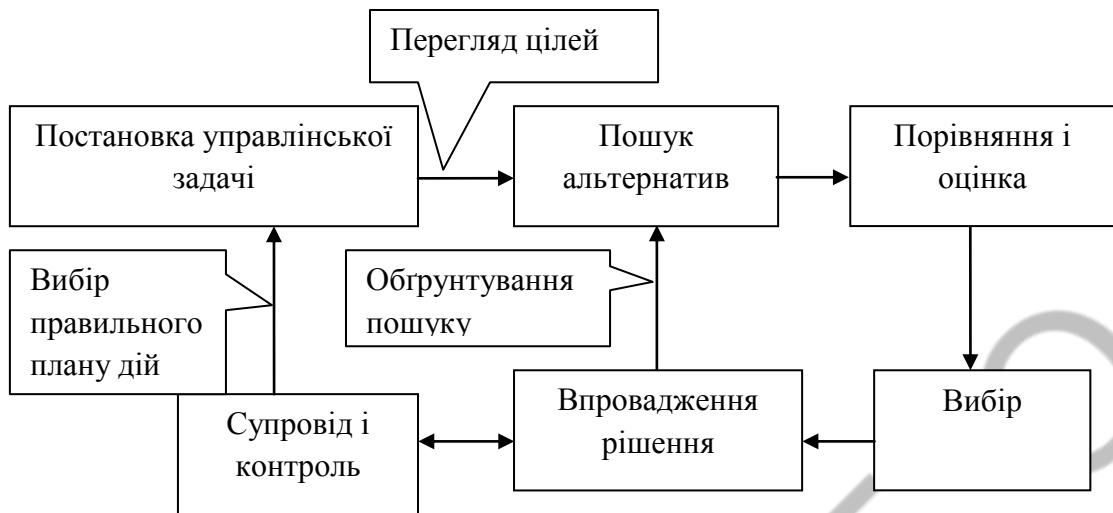 Перегляд цілей
Постановка управлінської
задачі
Пошук
альтернатив
Порівняння і
оцінка
Вибір
правильного
плану дій
Обґрунтування
пошуку
Супровід і
контроль
Впровадження
рішення
Вибір